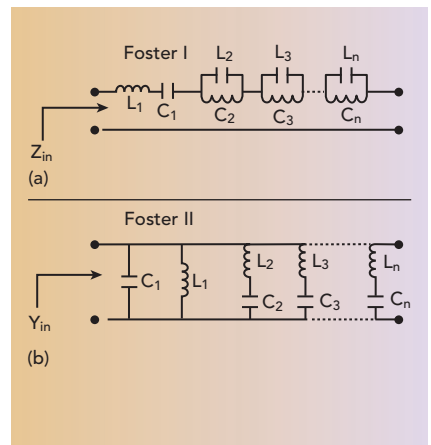 Foster I
L2 L3 Ln
L1 C1 C2 C3 Cn
Zin
(a)
Foster II
C1 L1 L2 L3 Ln
C2 C3 Cn
Yin
(b)